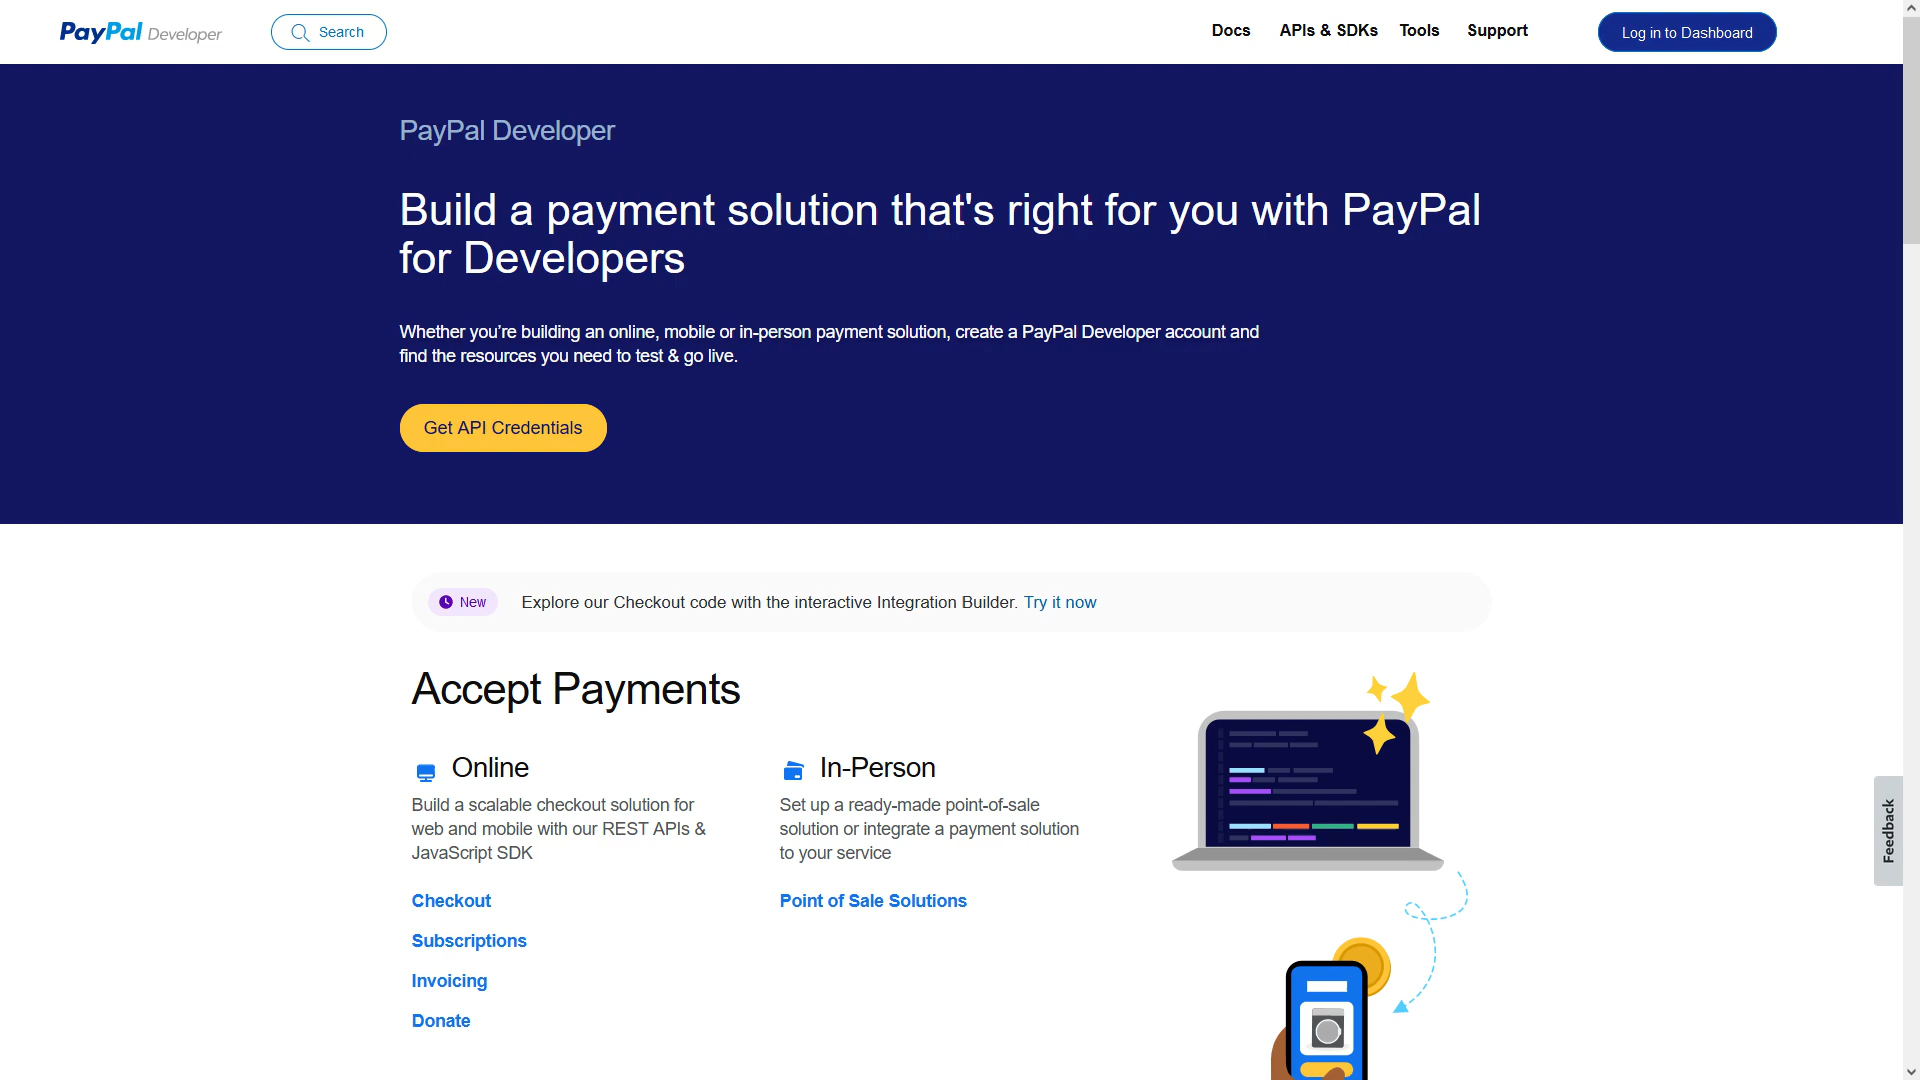 PayPal Developer
Search
Docs
APIs & SDKs
Tools
Support
Log in to Dashboard
PayPal Developer
Build a payment solution that's right for you with PayPal
for Developers
Whether you’re building an online, mobile or in-person payment solution, create a PayPal Developer account and
find the resources you need to test & go live.
Get API Credentials
New
Explore our Checkout code with the interactive Integration Builder. Try it now
Accept Payments
Online
Build a scalable checkout solution for
web and mobile with our REST APIs &
JavaScript SDK
Checkout
Subscriptions
Invoicing
Donate
In-Person
Set up a ready-made point-of-sale
solution or integrate a payment solution
to your service
Point of Sale Solutions
Feedback